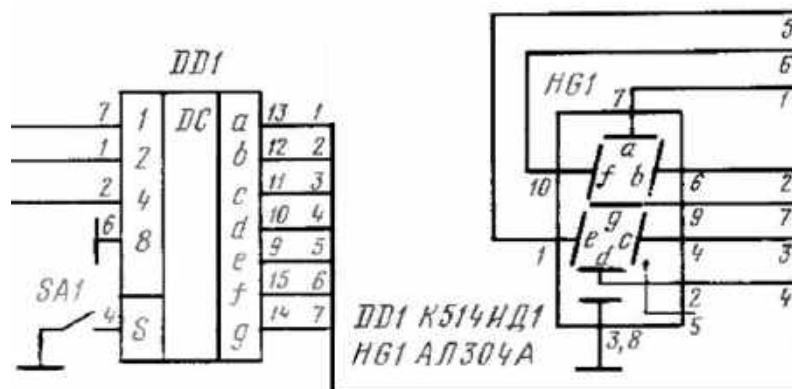 DD1
7 1 DC a 13 1
1 2 b 12 2
2 4 c 11 3
6 8 d 10 4
e 9 5
f 15 6
SA1 4 S g 14 7
5
6
HG1 7 1
a
10 f b 6 2
g 9 7
1 e c 4 3
d 2 4
5
3,8
DD1 К514ИД1
HG1 АЛ304А